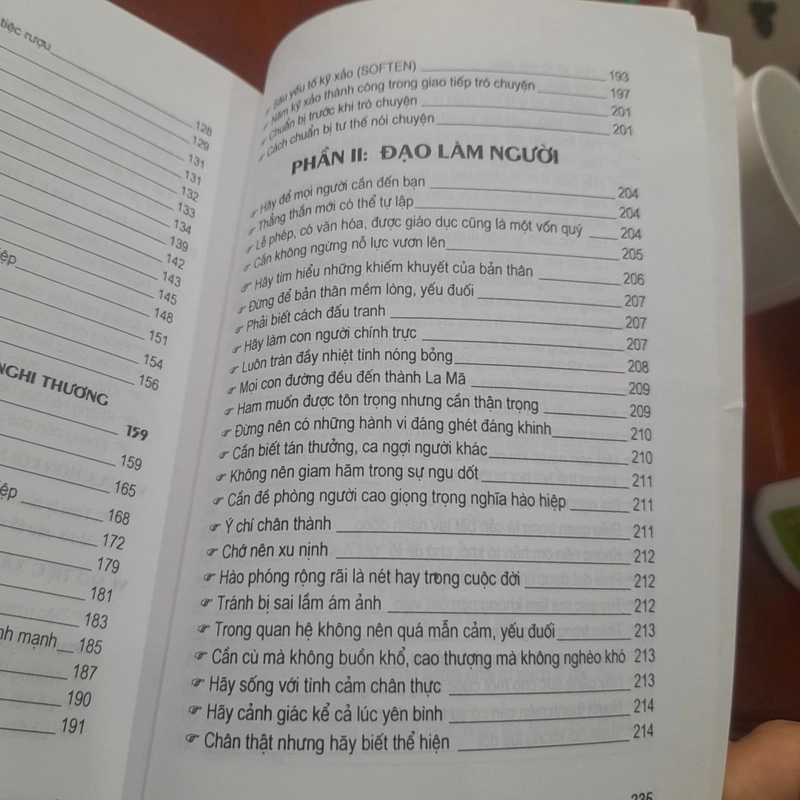 tiệc rượu
128
129
131
131
132
133
134
139
142
143
145
148
151
154
156
NGHI THƯƠNG
159
159
165
168
172
179
181
183
nh mạnh 185
187
190
191
☞ Sáu yếu tố kỹ xảo (SOFTEN) 193
☞ Năm kỹ xảo thành công trong giao tiếp trò chuyện 197
☞ Chuẩn bị trước khi trò chuyện 201
☞ Cách chuẩn bị tư thế nói chuyện 201
PHẦN II: ĐẠO LÀM NGƯỜI
☞ Hãy để mọi người cần đến bạn 204
☞ Thẳng thắn mới có thể tự lập 204
☞ Lễ phép, có văn hóa, được giáo dục cũng là một vốn quý 204
☞ Cần không ngừng nỗ lực vươn lên 205
☞ Hãy tìm hiểu những khiếm khuyết của bản thân 206
☞ Đừng để bản thân mềm lòng, yếu đuối 207
☞ Phải biết cách đấu tranh 207
☞ Hãy làm con người chính trực 207
☞ Luôn tràn đầy nhiệt tình nóng bỏng 208
☞ Mọi con đường đều đến thành La Mã 209
☞ Ham muốn được tôn trọng nhưng cần thận trọng 209
☞ Đừng nên có những hành vi đáng ghét đáng khinh 210
☞ Cần biết tán thưởng, ca ngợi người khác 210
☞ Không nên giam hãm trong sự ngu dốt 211
☞ Cần đề phòng người cao giọng trọng nghĩa hào hiệp 211
☞ Ý chí chân thành 211
☞ Chớ nên xu nịnh 212
☞ Hào phóng rộng rãi là nét hay trong cuộc đời 212
☞ Tránh bị sai lầm ám ảnh 212
☞ Trong quan hệ không nên quá mẫn cảm, yếu đuối 213
☞ Cần cù mà không buồn khổ, cao thượng mà không nghèo khó 213
☞ Hãy sống với tình cảm chân thực 213
☞ Hãy cảnh giác kể cả lúc yên bình 214
☞ Chân thật nhưng hãy biết thể hiện 214